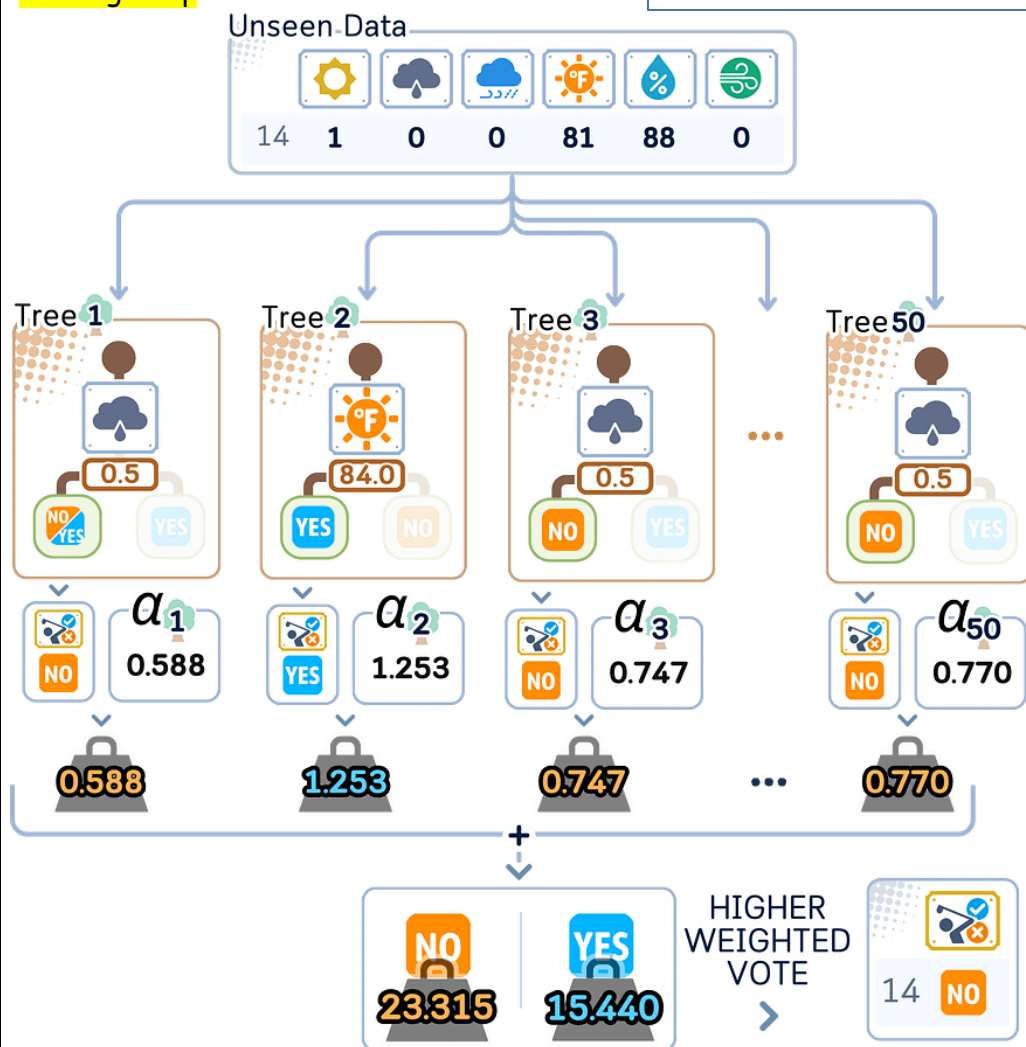 Unseen Data
°F % 
14 1 0 0 81 88 0
Tree 1 Tree 2 Tree 3 Tree 50
°F
0.5 84.0 0.5 ... 0.5
NO/YES YES YES NO NO YES NO YES
α1 α2 α3 α50
NO 0.588 YES 1.253 NO 0.747 NO 0.770
0.588 1.253 0.747 ... 0.770
+
NO YES
23.315 15.440
HIGHER
WEIGHTED
VOTE
14 NO